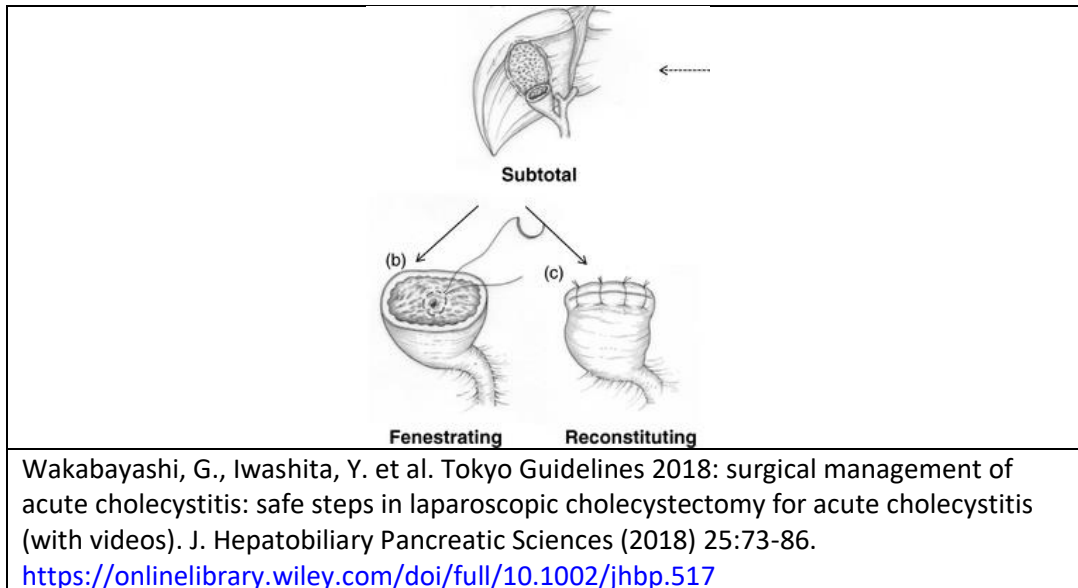 Subtotal
(b)
(c)
Fenestrating
Reconstituting
Wakabayashi, G., Iwashita, Y. et al. Tokyo Guidelines 2018: surgical management of
acute cholecystitis: safe steps in laparoscopic cholecystectomy for acute cholecystitis
(with videos). J. Hepatobiliary Pancreatic Sciences (2018) 25:73-86.
https://onlinelibrary.wiley.com/doi/full/10.1002/jhbp.517